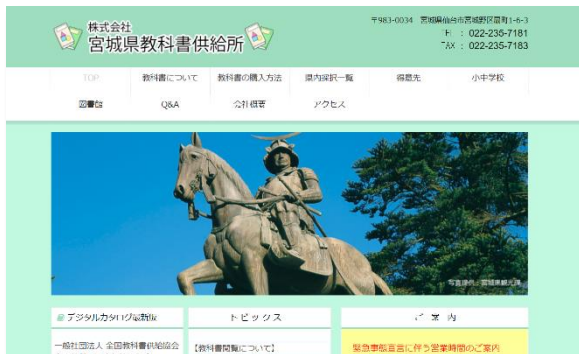 株式会社
宮城県教科書供給所
〒983-0034 宮城県仙台市宮城野区扇町1-6-3
TEL : 022-235-7181
FAX : 022-235-7183
TOP 教科書について 教科書の購入方法 県内採択一覧 得意先 小中学校
図書館 Q&A 会社概要 アクセス
写真提供：宮城県観光課
デジタルカタログ最新版 トピックス ご案内
一般社団法人 全国教科書供給協会 【教科書閲覧について】 緊急事態宣言に伴う営業時間のご案内